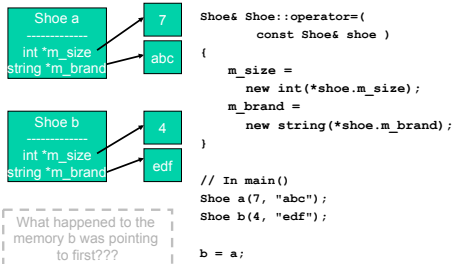 Shoe a
-------------
int *m_size
string *m_brand
7
abc
Shoe b
-------------
int *m_size
string *m_brand
4
edf
What happened to the
memory b was pointing
to first???
Shoe& Shoe::operator=(
const Shoe& shoe )
{
m_size =
new int(*shoe.m_size);
m_brand =
new string(*shoe.m_brand);
}
// In main()
Shoe a(7, "abc");
Shoe b(4, "edf");
b = a;